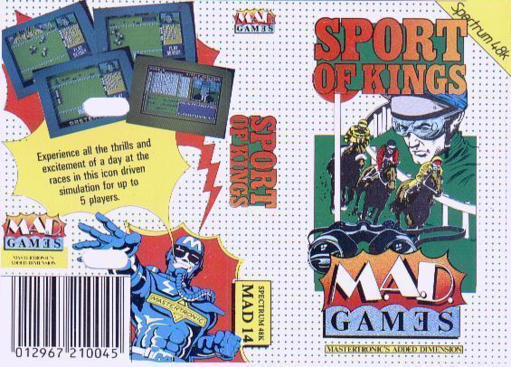 Experience all the thrills and
excitement of a day at the
races in this icon driven
simulation for up to
5 players.
M.A.D.
GAMES
MASTERTRONIC'S
ADDED DIMENSION
012967 210045
M
MASTERTRONIC
M.A.D.
GAMES
SPORT
OF KINGS
SPECTRUM 48K
MAD 14
Spectrum 48k
SPORT
OF KINGS
M.A.D.
GAMES
MASTERTRONIC'S ADDED DIMENSION